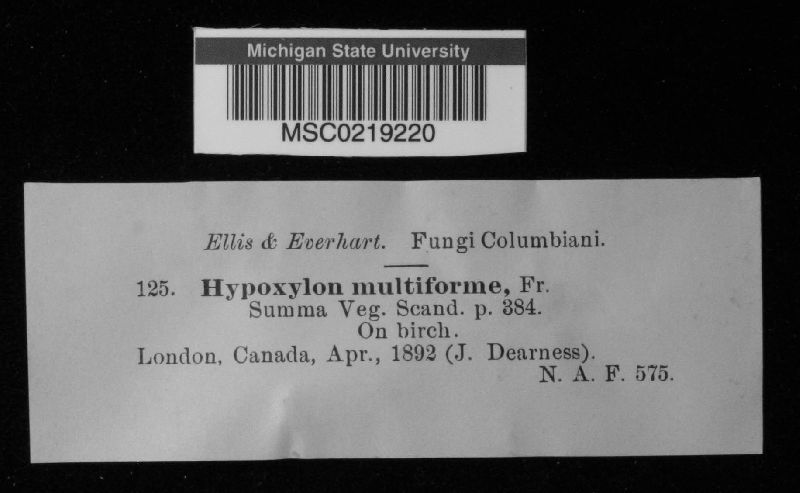 Michigan State University
MSC0219220
Ellis & Everhart. Fungi Columbiani.
125. Hypoxylon multiforme, Fr.
Summa Veg. Scand. p. 384.
On birch.
London, Canada, Apr., 1892 (J. Dearness).
N. A. F. 575.